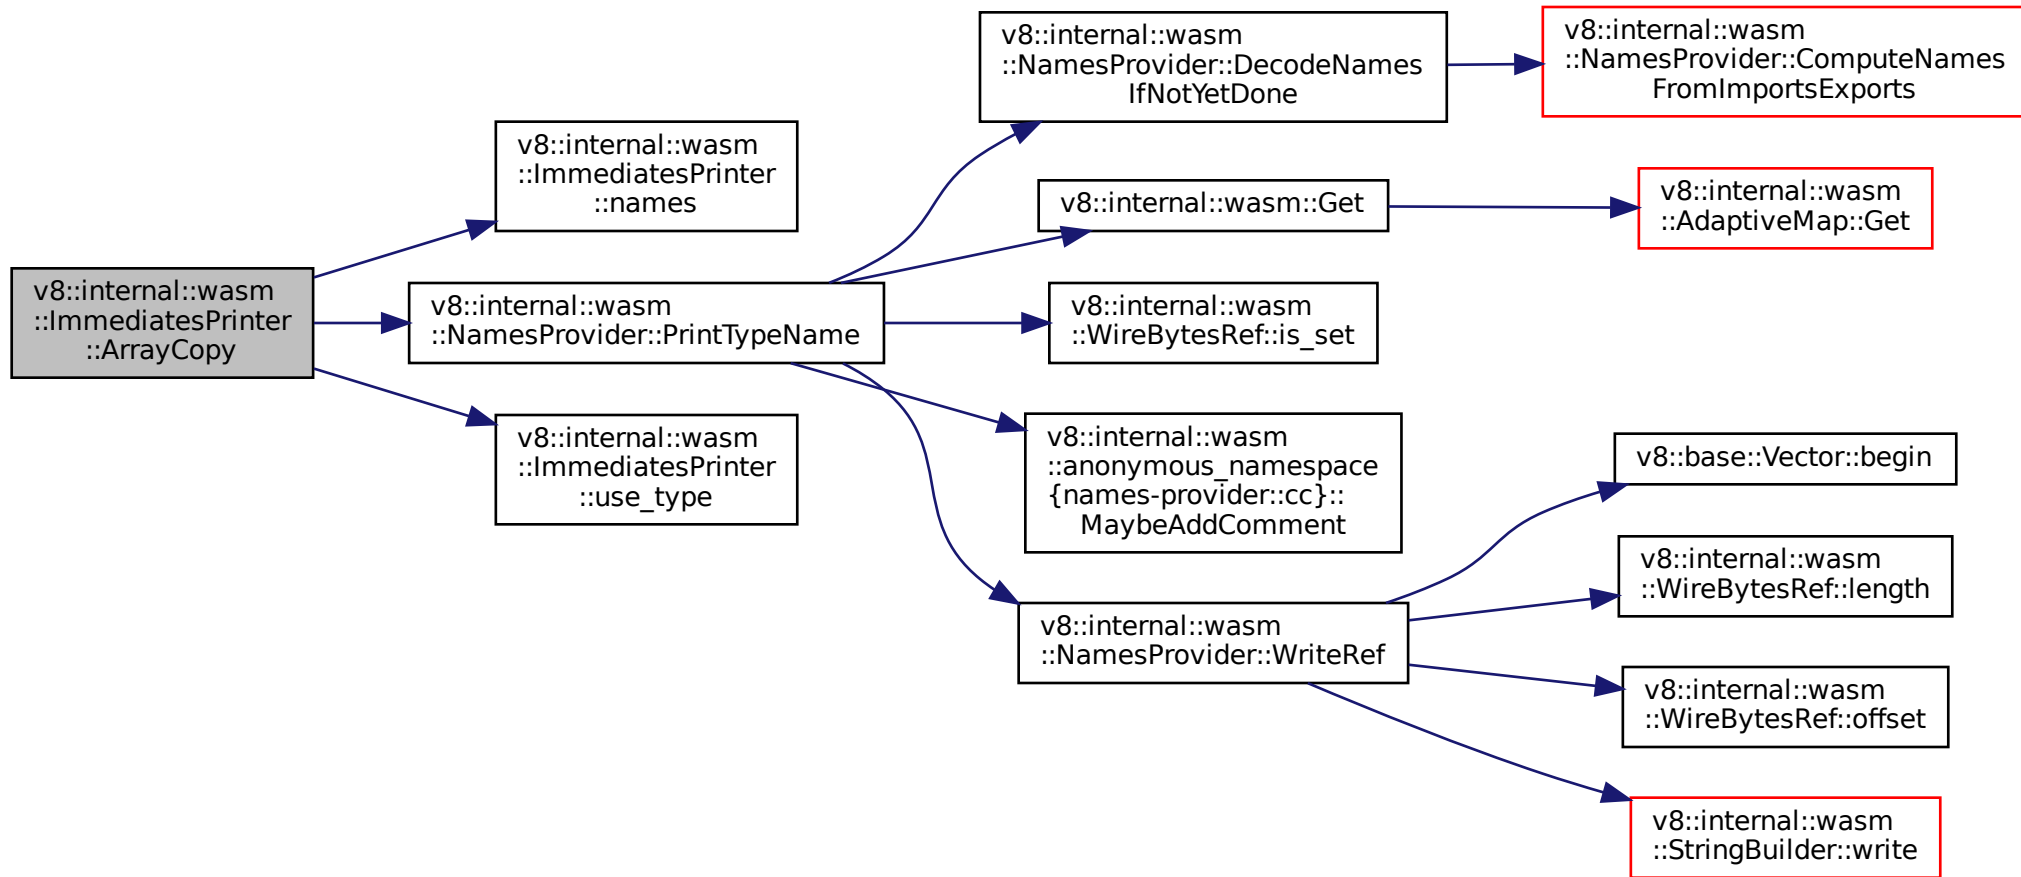 v8::internal::wasm
::ImmediatesPrinter
::ArrayCopy
v8::internal::wasm
::ImmediatesPrinter
::names
v8::internal::wasm
::NamesProvider::PrintTypeName
v8::internal::wasm
::ImmediatesPrinter
::use_type
v8::internal::wasm
::NamesProvider::DecodeNames
IfNotYetDone
v8::internal::wasm::Get
v8::internal::wasm
::WireBytesRef::is_set
v8::internal::wasm
::anonymous_namespace
{names-provider::cc}::
MaybeAddComment
v8::internal::wasm
::NamesProvider::WriteRef
v8::internal::wasm
::NamesProvider::ComputeNames
FromImportsExports
v8::internal::wasm
::AdaptiveMap::Get
v8::base::Vector::begin
v8::internal::wasm
::WireBytesRef::length
v8::internal::wasm
::WireBytesRef::offset
v8::internal::wasm
::StringBuilder::write